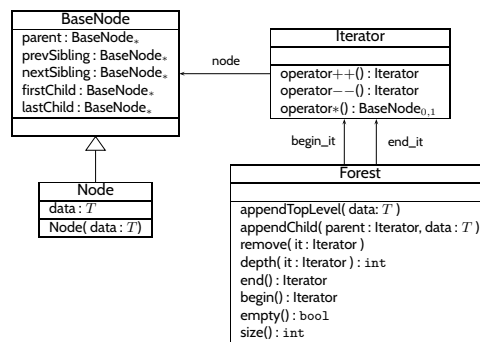 BaseNode
parent : BaseNode*
prevSibling : BaseNode*
nextSibling : BaseNode*
firstChild : BaseNode*
lastChild : BaseNode*
node
Iterator
operator++() : Iterator
operator−−() : Iterator
operator*() : BaseNode0,1
begin_it
end_it
Node
data : T
Node( data : T)
Forest
appendTopLevel( data: T )
appendChild( parent : Iterator, data : T )
remove( it : Iterator )
depth( it : Iterator ) : int
end() : Iterator
begin() : Iterator
empty() : bool
size() : int